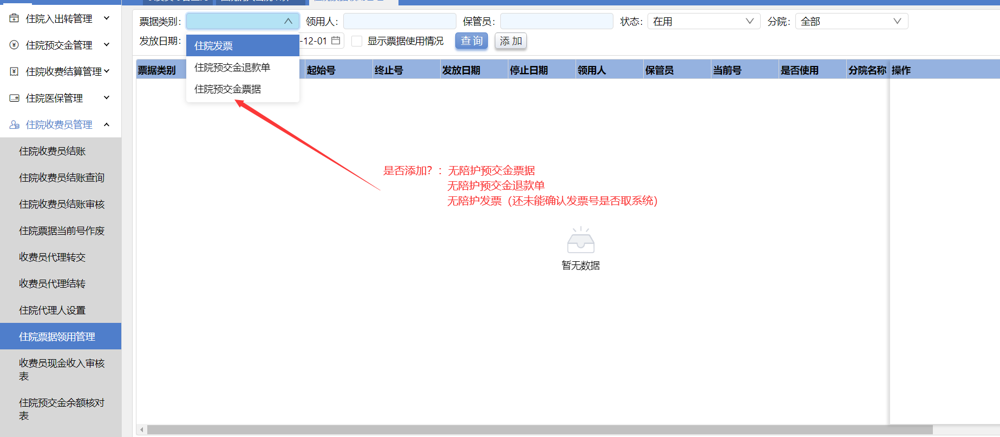 住院入出转管理
住院预交金管理
住院收费结算管理
住院医保管理
住院收费员管理
住院收费员结账
住院收费员结账查询
住院收费员结账审核
住院票据当前号作废
收费员代理转交
收费员代理结转
住院代理人设置
住院票据领用管理
收费员现金收入审核
表
住院预交金余额核对
表
票据类别: 领用人: 保管员: 状态: 在用 分院: 全部
发放日期: -12-01 显示票据使用情况 查 询 添 加
住院发票
住院预交金退款单
住院预交金票据
票据类别 起始号 终止号 发放日期 停止日期 领用人 保管员 当前号 是否使用 分院名称 操作
是否添加？：无陪护预交金票据
无陪护预交金退款单
无陪护发票（还未能确认发票号是否取系统）
暂无数据